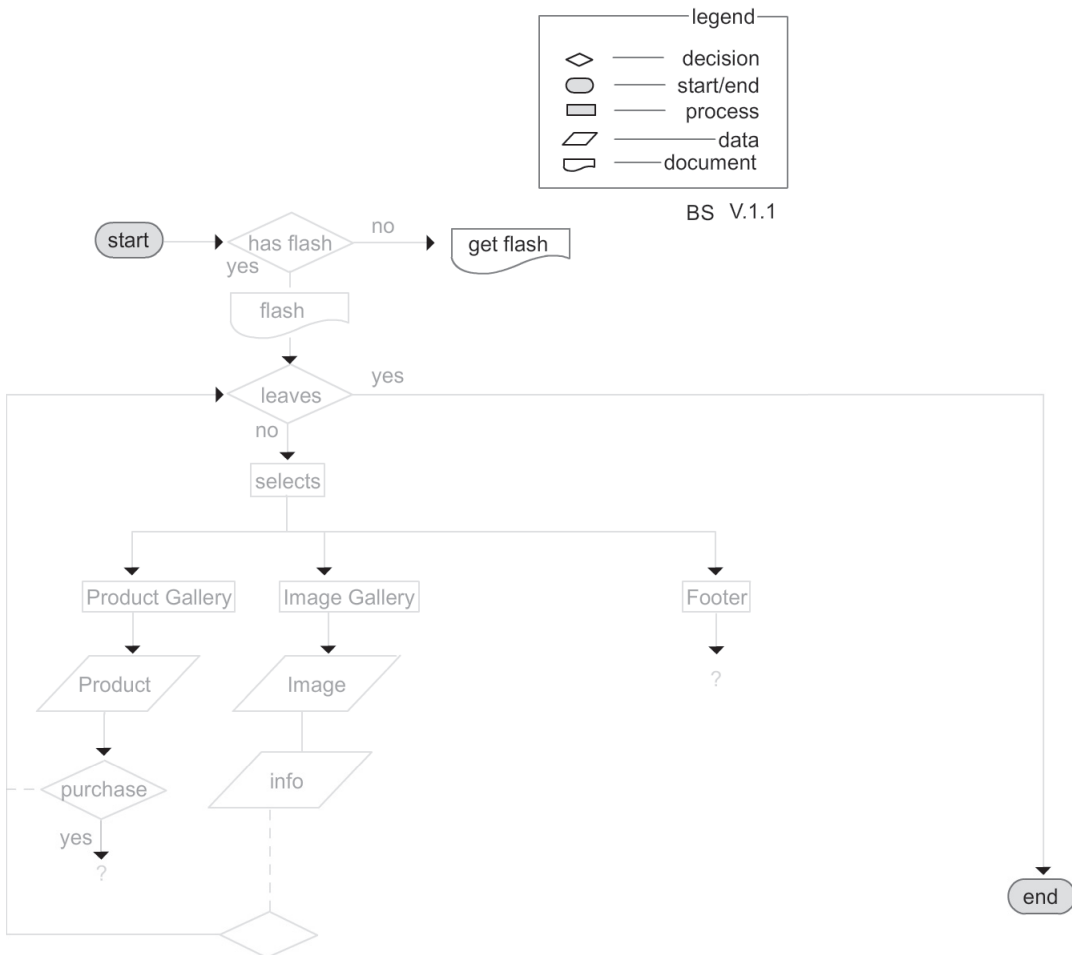 legend
decision
start/end
process
data
document
BS V.1.1
start
has flash
no
get flash
yes
flash
leaves
yes
no
selects
Product Gallery
Image Gallery
Footer
Product
Image
?
purchase
info
yes
?
end